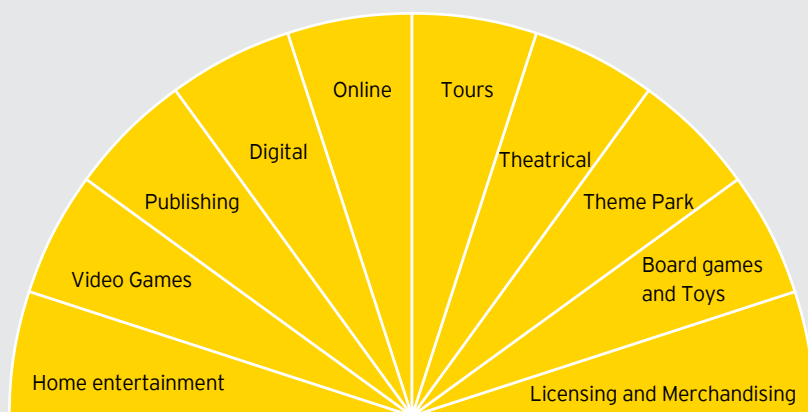 Online
Tours
Digital
Theatrical
Publishing
Theme Park
Video Games
Board games
and Toys
Home entertainment
Licensing and Merchandising